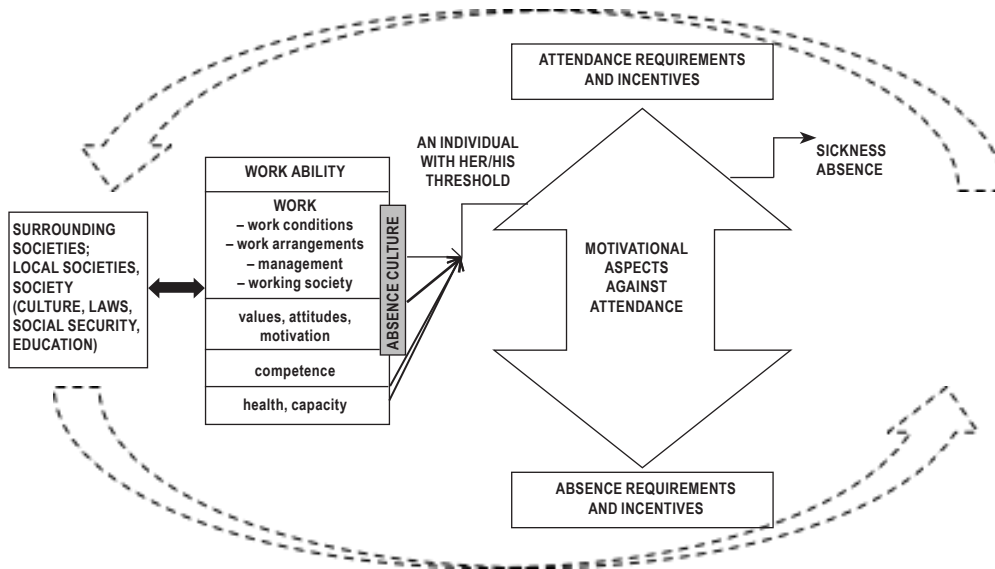 ATTENDANCE REQUIREMENTS
AND INCENTIVES
AN INDIVIDUAL
WITH HER/HIS
THRESHOLD
SICKNESS
ABSENCE
WORK ABILITY
WORK
– work conditions
– work arrangements
– management
– working society
values, attitudes,
motivation
competence
health, capacity
ABSENCE CULTURE
SURROUNDING
SOCIETIES;
LOCAL SOCIETIES,
SOCIETY
(CULTURE, LAWS,
SOCIAL SECURITY,
EDUCATION)
MOTIVATIONAL
ASPECTS
AGAINST
ATTENDANCE
ABSENCE REQUIREMENTS
AND INCENTIVES